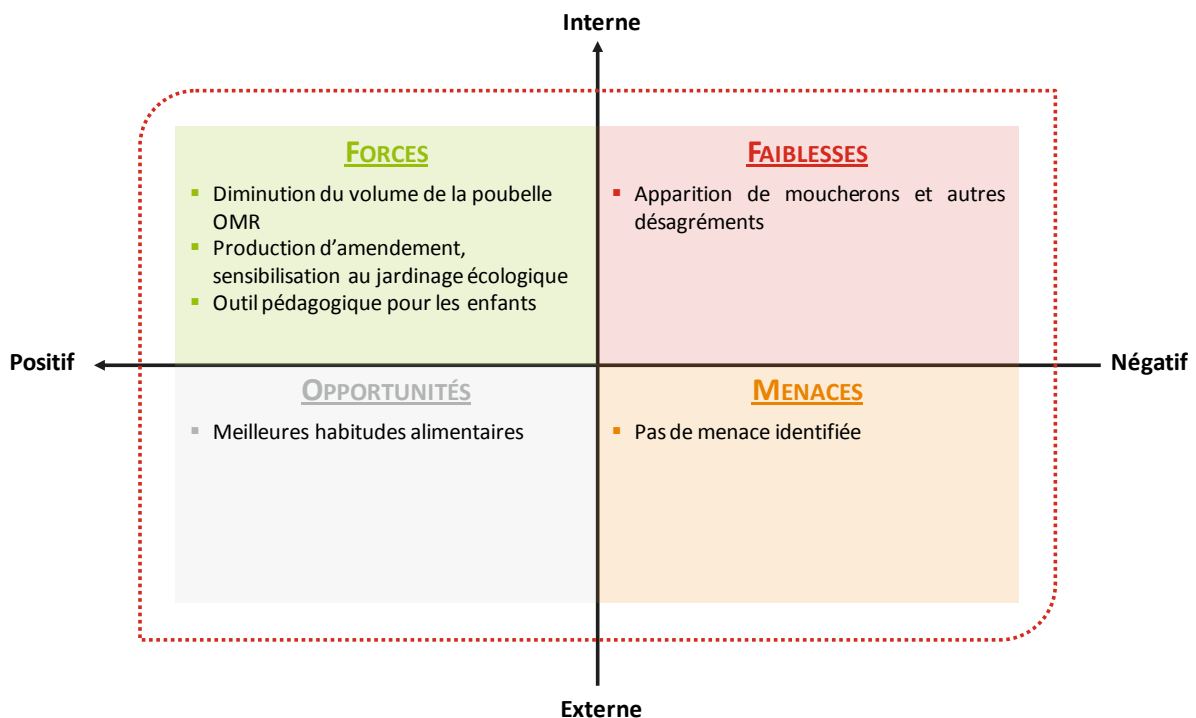 Interne
FORCES
▪ Diminution du volume de la poubelle
OMR
▪ Production d’amendement,
sensibilisation au jardinage écologique
▪ Outil pédagogique pour les enfants
FAIBLESSES
▪ Apparition de moucherons et autres
désagréments
Positif
Négatif
OPPORTUNITÉS
▪ Meilleures habitudes alimentaires
MENACES
▪ Pas de menace identifiée
Externe